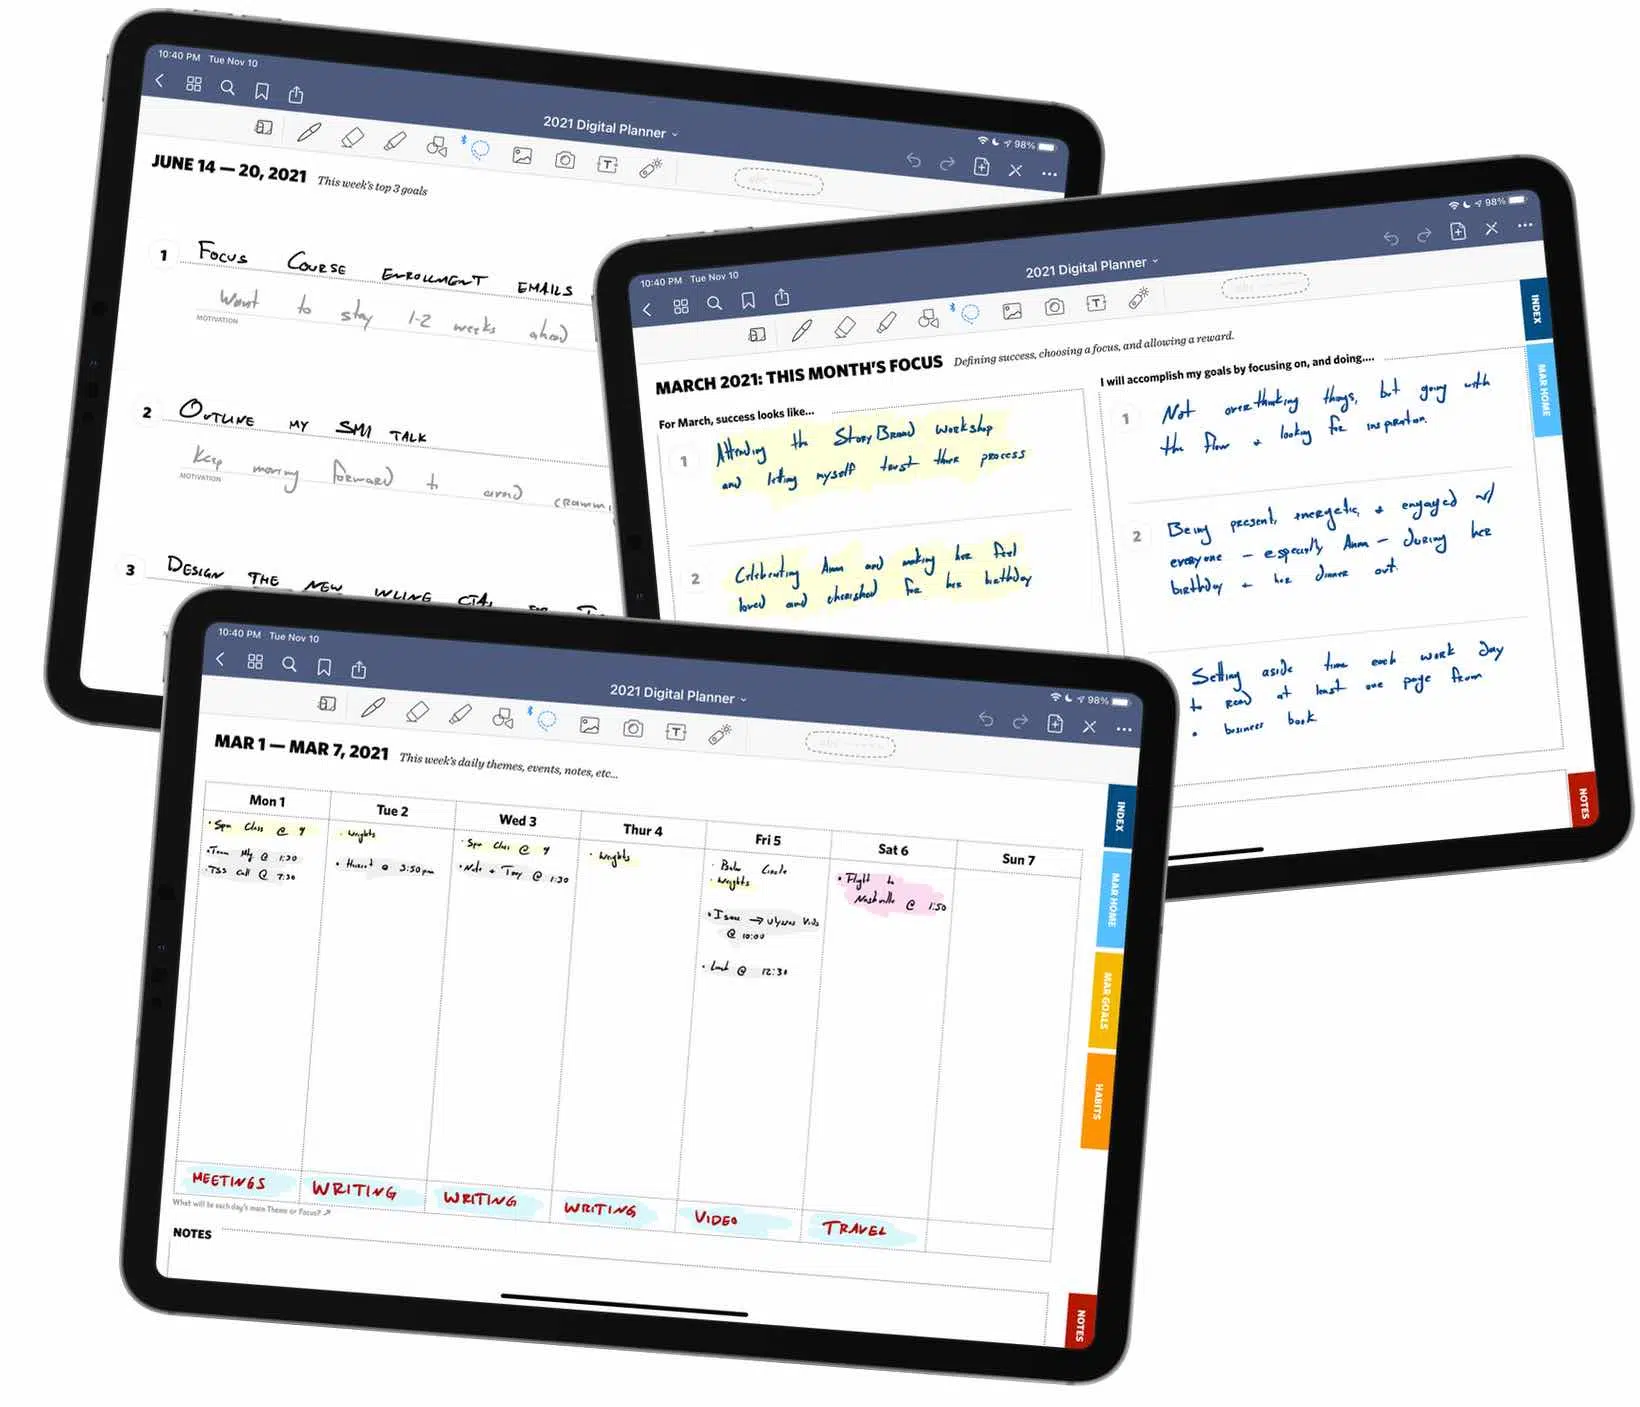 10:40 PM Tue Nov 10
2021 Digital Planner
98%
JUNE 14 — 20, 2021 This week's top 3 goals
1 FOCUS COURSE ENROLLMENT EMAILS
Want to stay 1-2 weeks ahead
MOTIVATION
2 OUTLINE MY SMI TALK
Keep moving forward to avoid
MOTIVATION
3 DESIGN THE NEW
10:40 PM Tue Nov 10
2021 Digital Planner
98%
INDEX
MAR HOME
MARCH 2021: THIS MONTH'S FOCUS Defining success, choosing a focus, and allowing a reward.
For March, success looks like...
1 Attending the StoryBrand Workshop
and letting myself trust their process
2 Celebrating Anna and making her feel
loved and cherished for her birthday
I will accomplish my goals by focusing on, and doing....
1 Not overthinking things, but going with
the flow + looking for inspiration.
2 Being present, energetic, + engaged w/
everyone – especially Anna – during her
birthday + her dinner out.
Setting aside time each work day
to read at least one page from
a business book
NOTES
10:40 PM Tue Nov 10
2021 Digital Planner
98%
MAR 1 — MAR 7, 2021 This week's daily themes, events, notes, etc...
Mon 1
• Spin Class @ 9
• Team Mtg @ 1:30
• TSS Call @ 7:30
Tue 2
• Weights
• @ 3:50pm
Wed 3
• Spin Class @ 9
• + @ 1:30
Thur 4
• Weights
Fri 5
• Circle
• Weights
• Isaac → Ulysses Vids
@ 10:00
• Lunch @ 12:30
Sat 6
• Flight to
Nashville @ 1:50
Sun 7
MEETINGS
WRITING
WRITING
WRITING
VIDEO
TRAVEL
What will be each day's main Theme or Focus? ↗
NOTES
INDEX
MAR HOME
MAR GOALS
HABITS
NOTES